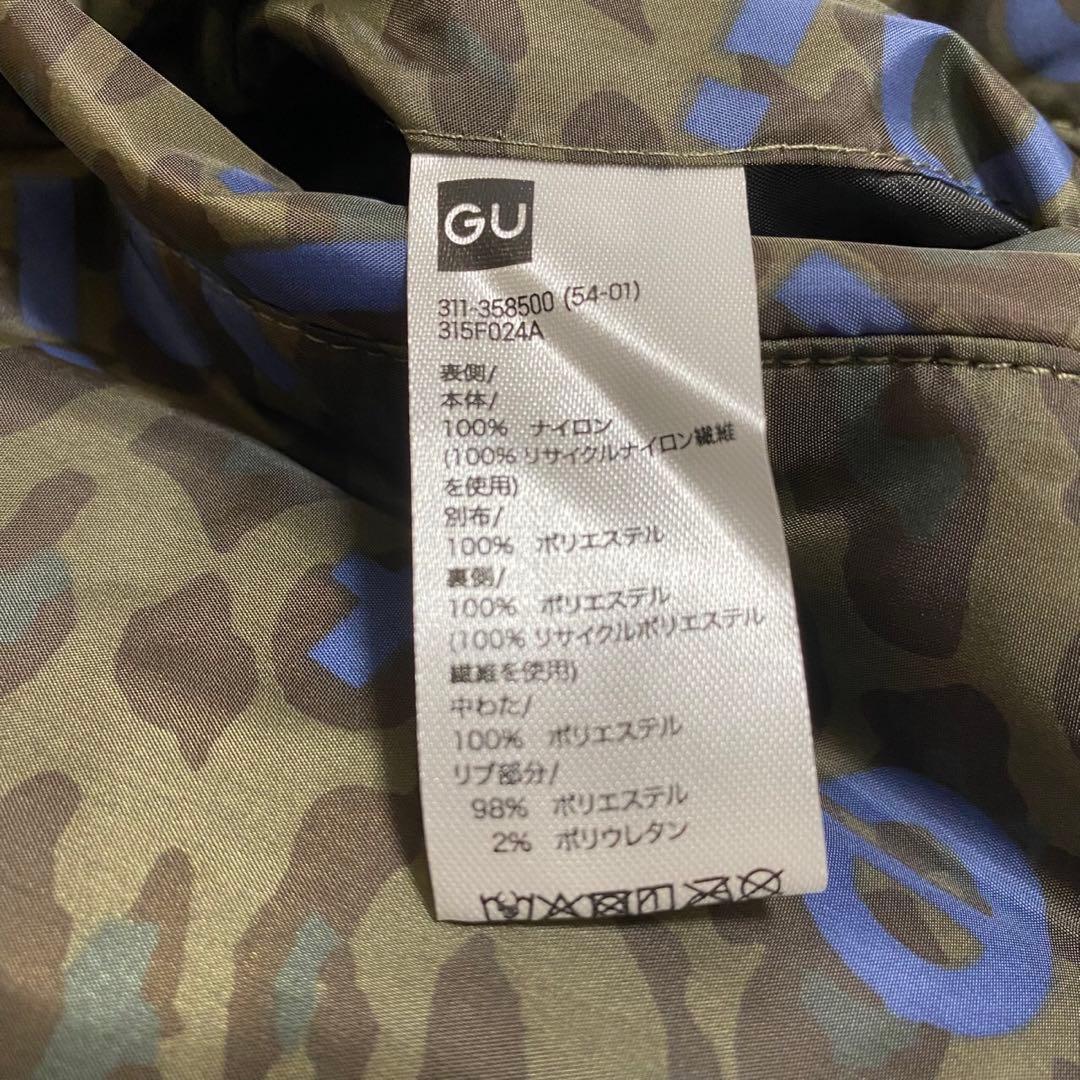 GU
311-358500 (54-01)
315F024A
表側/
本体/
100% ナイロン
(100% リサイクルナイロン繊維
を使用)
別布/
100% ポリエステル
裏側/
100% ポリエステル
(100% リサイクルポリエステル
繊維を使用)
中わた/
100% ポリエステル
リブ部分/
98% ポリエステル
2% ポリウレタン